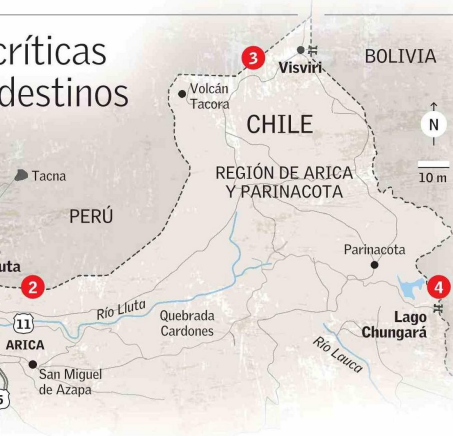 críticas
destinos
3
Visviri
BOLIVIA
Volcán
Tacora
CHILE
N
10 m
Tacna
REGIÓN DE ARICA
Y PARINACOTA
PERÚ
Parinacota
uta
2
4
Río Lluta
Quebrada
Cardones
Lago
Chungará
11
ARICA
Río Lauca
San Miguel
de Azapa
5